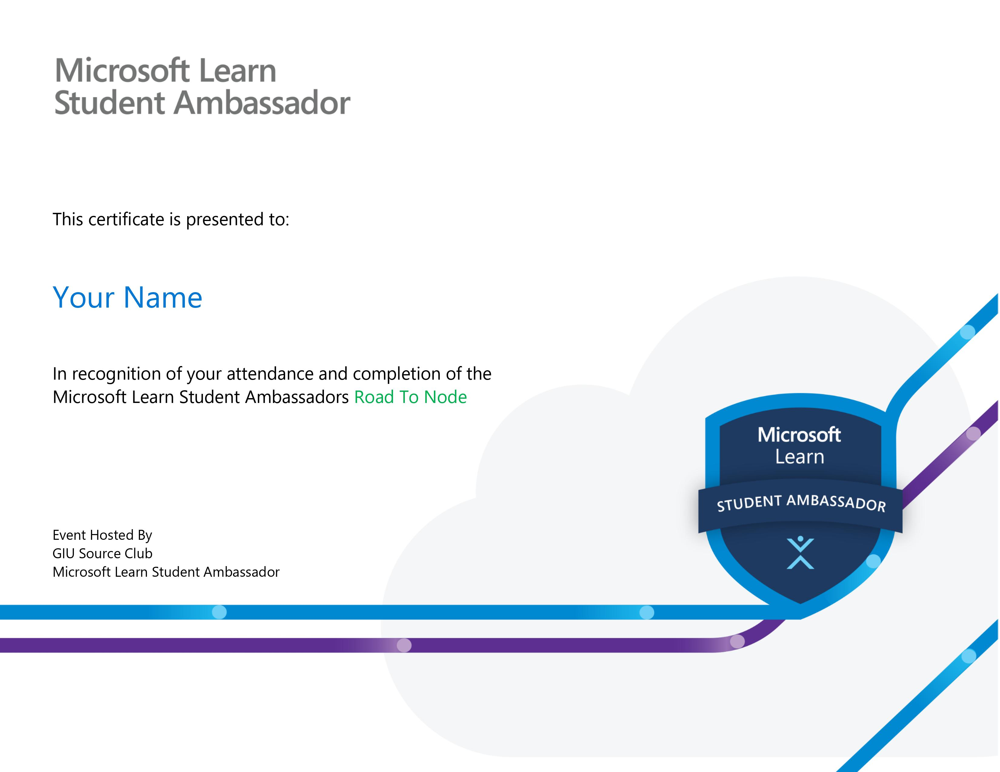 Microsoft Learn
Student Ambassador
This certificate is presented to:
Your Name
In recognition of your attendance and completion of the
Microsoft Learn Student Ambassadors Road To Node
Microsoft
Learn
STUDENT AMBASSADOR
Event Hosted By
GIU Source Club
Microsoft Learn Student Ambassador